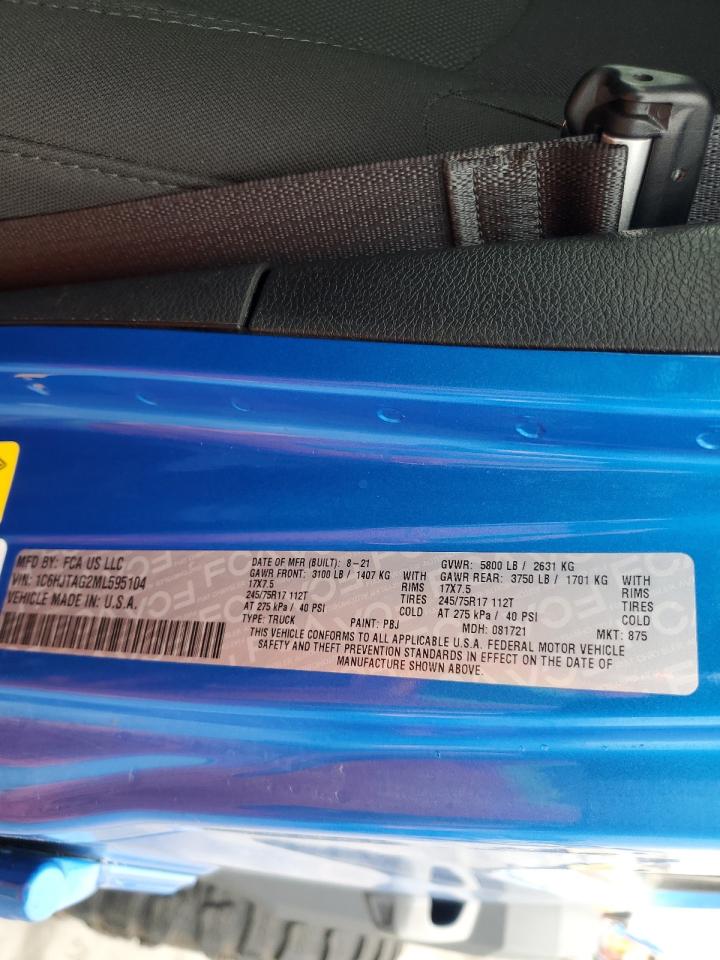 MFD BY: FCA US LLC
VIN: 1C6HJTAG2ML595104
VEHICLE MADE IN: U.S.A.
DATE OF MFR (BUILT): 8-21
GAWR FRONT: 3100 LB / 1407 KG WITH
17X7.5 RIMS
245/75R17 112T TIRES
AT 275 kPa / 40 PSI COLD
TYPE: TRUCK
GVWR: 5800 LB / 2631 KG
GAWR REAR: 3750 LB / 1701 KG WITH
17X7.5 RIMS
245/75R17 112T TIRES
AT 275 kPa / 40 PSI COLD
PAINT: PBJ MDH: 081721 MKT: 875
THIS VEHICLE CONFORMS TO ALL APPLICABLE U.S.A. FEDERAL MOTOR VEHICLE
SAFETY AND THEFT PREVENTION STANDARDS IN EFFECT ON THE DATE OF
MANUFACTURE SHOWN ABOVE.